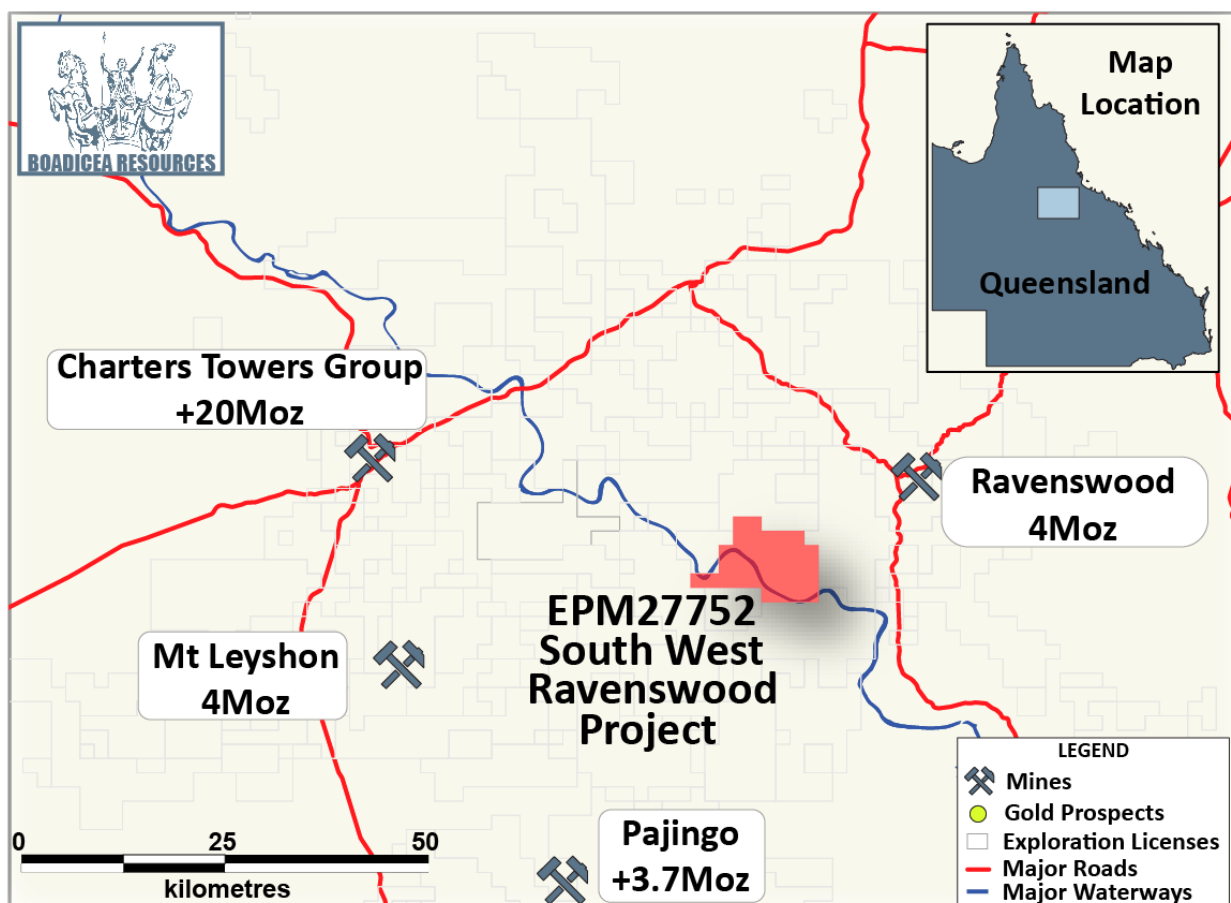 BOADICEA RESOURCES
Map
Location
Queensland
Charters Towers Group
+20Moz
Ravenswood
4Moz
EPM27752
South West
Ravenswood
Project
Mt Leyshon
4Moz
Pajingo
+3.7Moz
0 25 50
kilometres
LEGEND
Mines
Gold Prospects
Exploration Licenses
Major Roads
Major Waterways